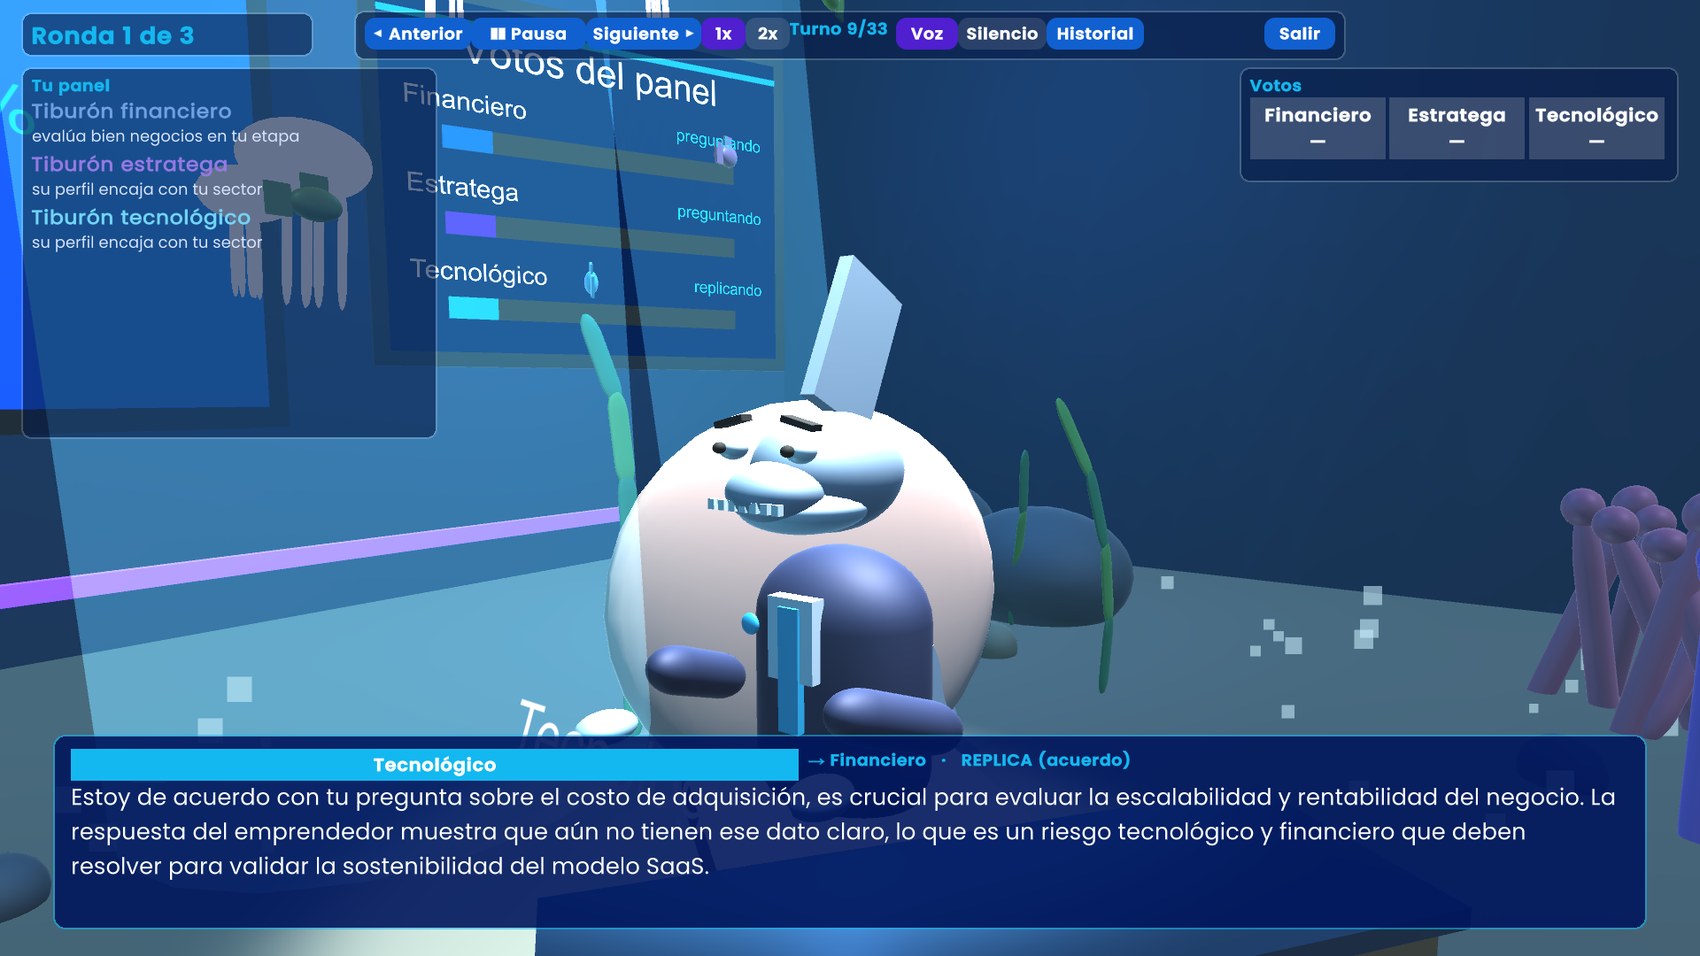 Ronda 1 de 3
◂ Anterior
Pausa
Siguiente ▸
1x
2x
Turno 9/33
Voz
Silencio
Historial
Salir
Tu panel
Tiburón financiero
evalúa bien negocios en tu etapa
Tiburón estratega
su perfil encaja con tu sector
Tiburón tecnológico
su perfil encaja con tu sector
Votos del panel
Financiero
preguntando
Estratega
preguntando
Tecnológico
replicando
Votos
Financiero
Estratega
Tecnológico
—
—
—
Tecnológico
→ Financiero · REPLICA (acuerdo)
Estoy de acuerdo con tu pregunta sobre el costo de adquisición, es crucial para evaluar la escalabilidad y rentabilidad del negocio. La
respuesta del emprendedor muestra que aún no tienen ese dato claro, lo que es un riesgo tecnológico y financiero que deben
resolver para validar la sostenibilidad del modelo SaaS.